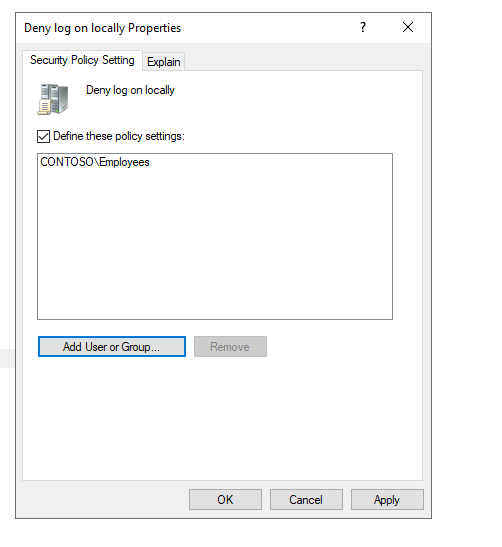 Deny log on locally Properties ?
Security Policy Setting Explain
Deny log on locally
Define these policy settings:
CONTOSO\Employees
Add User or Group... Remove
OK Cancel Apply